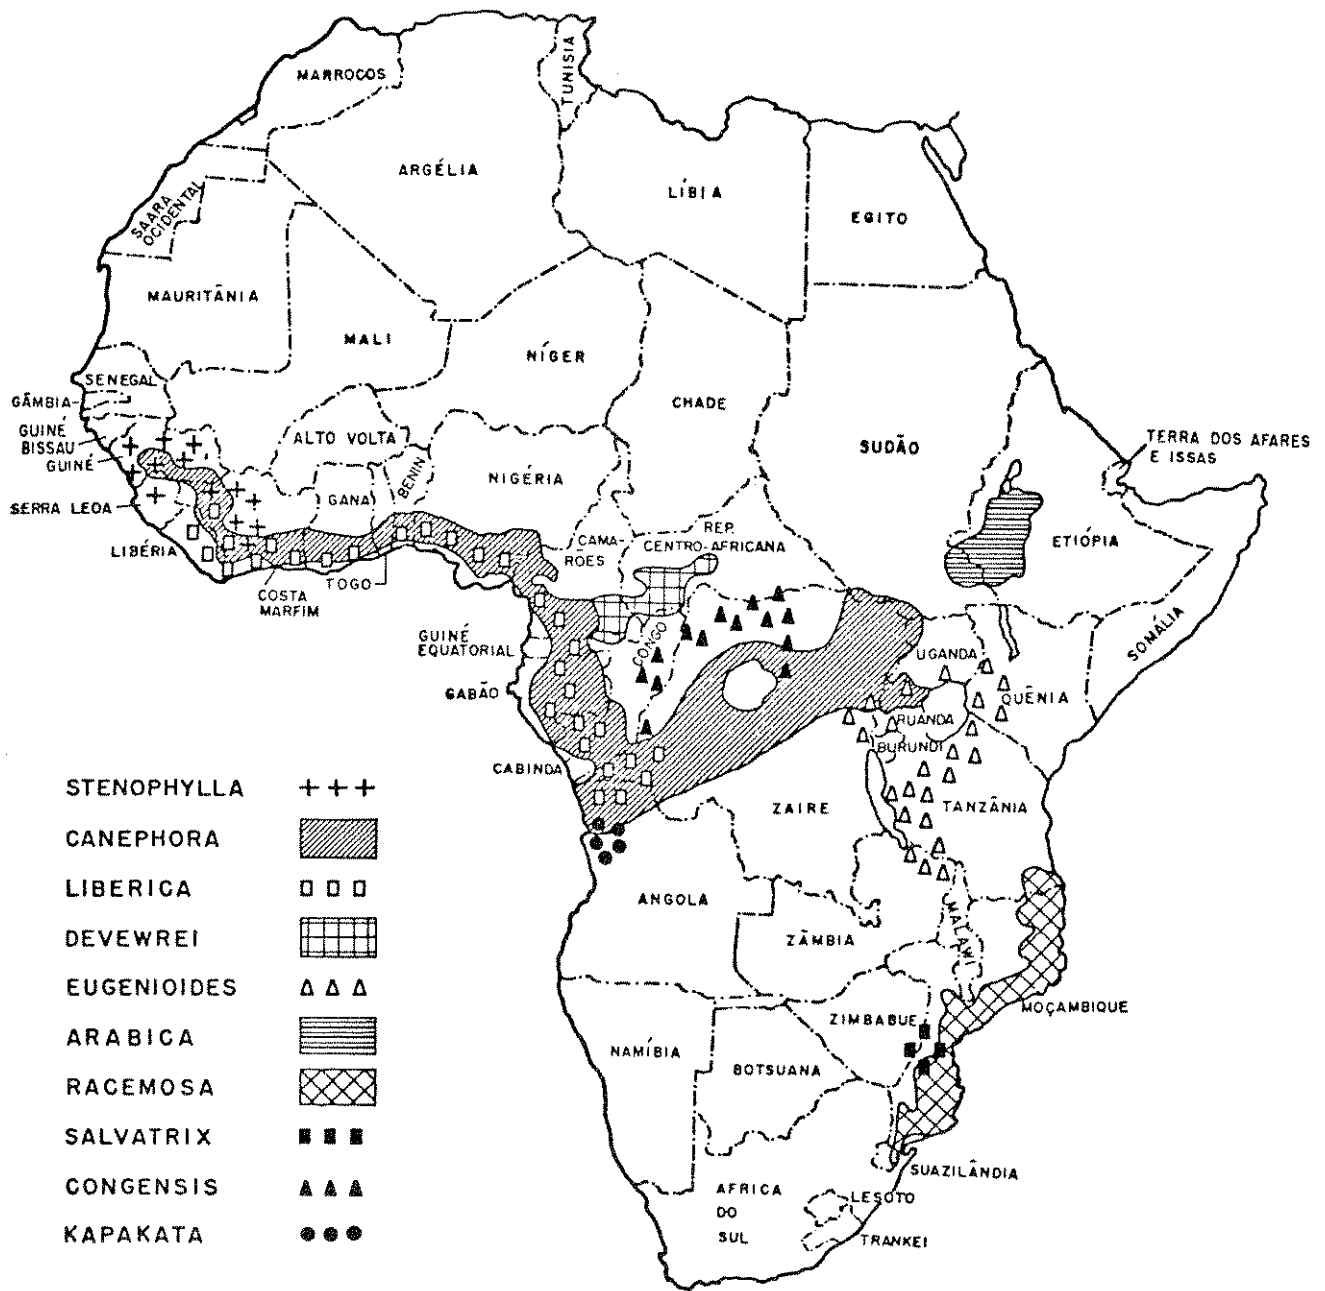 MARROCOS
TUNISIA
ARGÉLIA
LÍBIA
EGITO
SAARA
OCIDENTAL
MAURITÂNIA
MALI
NÍGER
CHADE
SUDÃO
SENEGAL
GÂMBIA
GUINÉ
BISSAU
GUINÉ
SERRA LEOA
LIBÉRIA
ALTO VOLTA
GANA
BENIN
NIGÉRIA
TERRA DOS AFARES
E ISSAS
ETIÓPIA
SOMÁLIA
COSTA
MARFIM
TOGO
CAMA-
RÕES
REP.
CENTRO-AFRICANA
GUINÉ
EQUATORIAL
CONGO
GABÃO
CABINDA
UGANDA
QUÊNIA
RUANDA
BURUNDI
ZAIRE
TANZÂNIA
ANGOLA
ZÂMBIA
MALAWI
MOÇAMBIQUE
ZIMBABUE
NAMÍBIA
BOTSUANA
SUAZILÂNDIA
AFRICA
DO
SUL
LESOTO
TRANKEI
STENOPHYLLA
CANEPHORA
LIBERICA
DEVEWREI
EUGENIOIDES
ARABICA
RACEMOSA
SALVATRIX
CONGENSIS
KAPAKATA